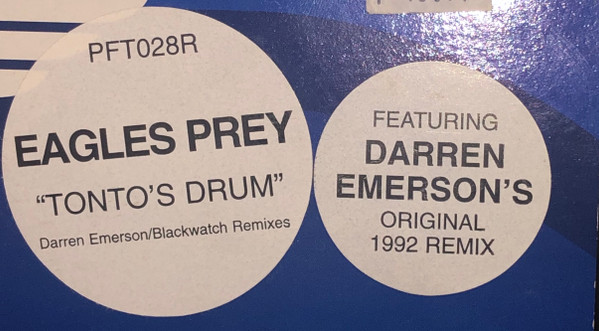 PFT028R
EAGLES PREY
“TONTO’S DRUM”
Darren Emerson/Blackwatch Remixes
FEATURING
DARREN
EMERSON’S
ORIGINAL
1992 REMIX